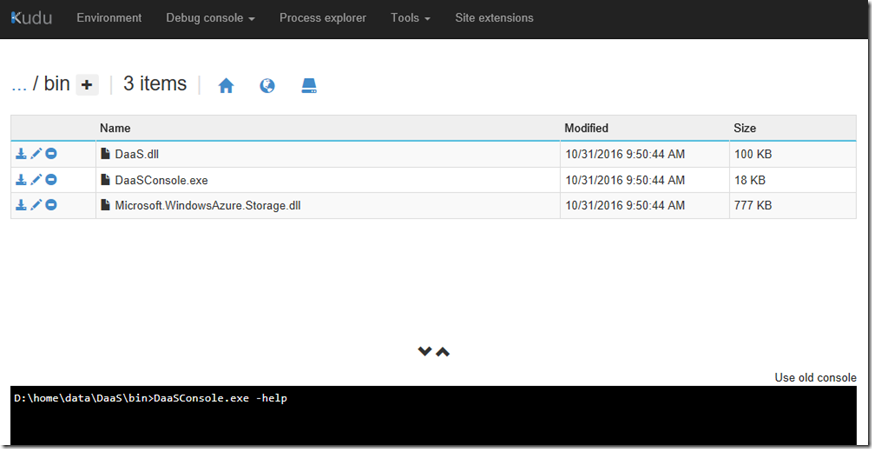 Kudu Environment Debug console Process explorer Tools Site extensions
... / bin + | 3 items |
Name Modified Size
DaaS.dll 10/31/2016 9:50:44 AM 100 KB
DaaSConsole.exe 10/31/2016 9:50:44 AM 18 KB
Microsoft.WindowsAzure.Storage.dll 10/31/2016 9:50:44 AM 777 KB
Use old console
D:\home\data\DaaS\bin>DaaSConsole.exe -help